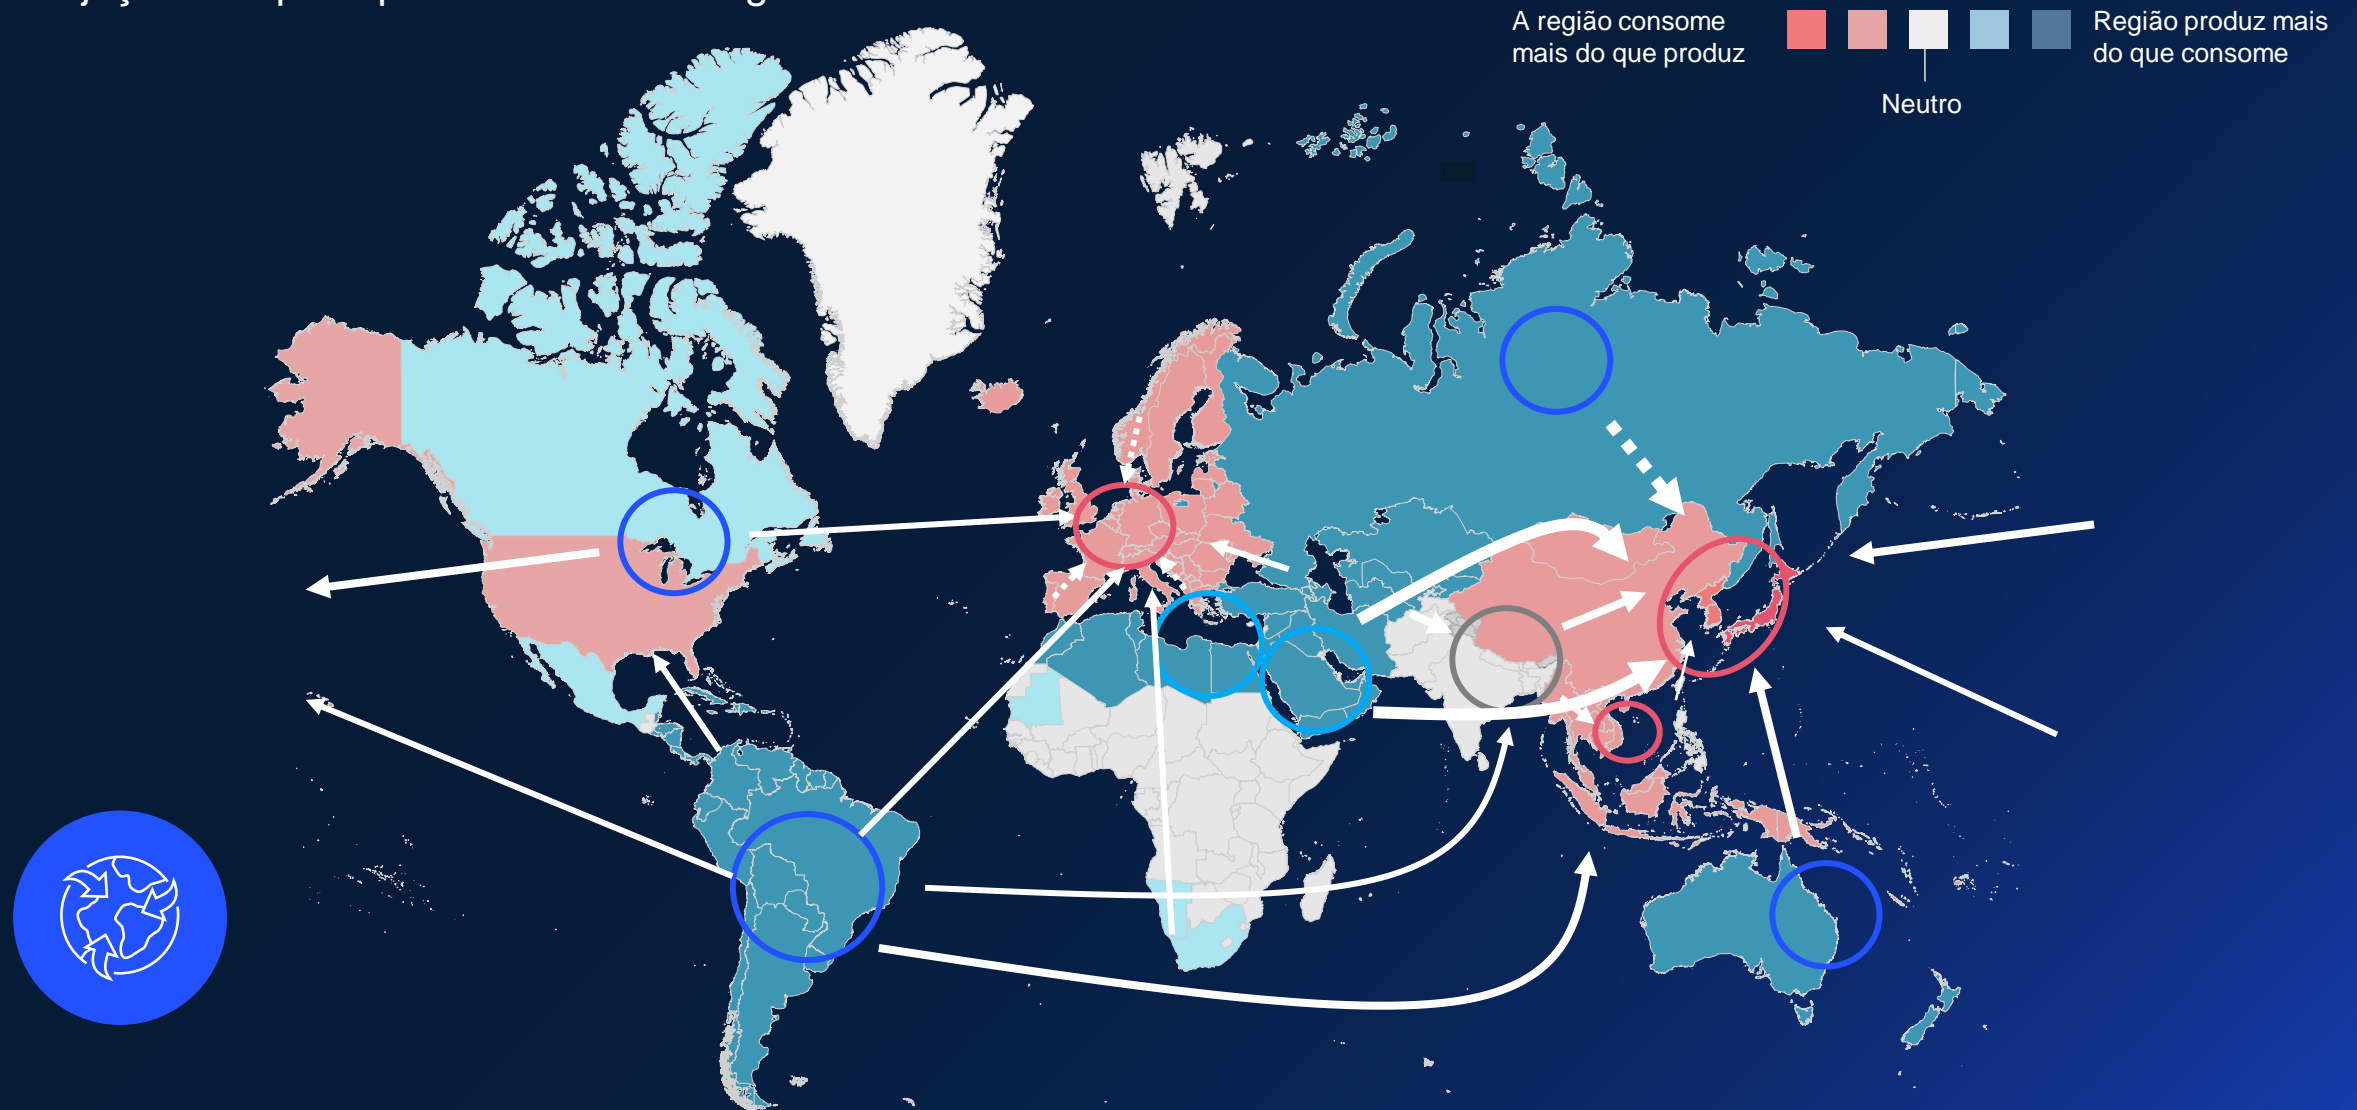 A região consome
mais do que produz
Neutro
Região produz mais
do que consome